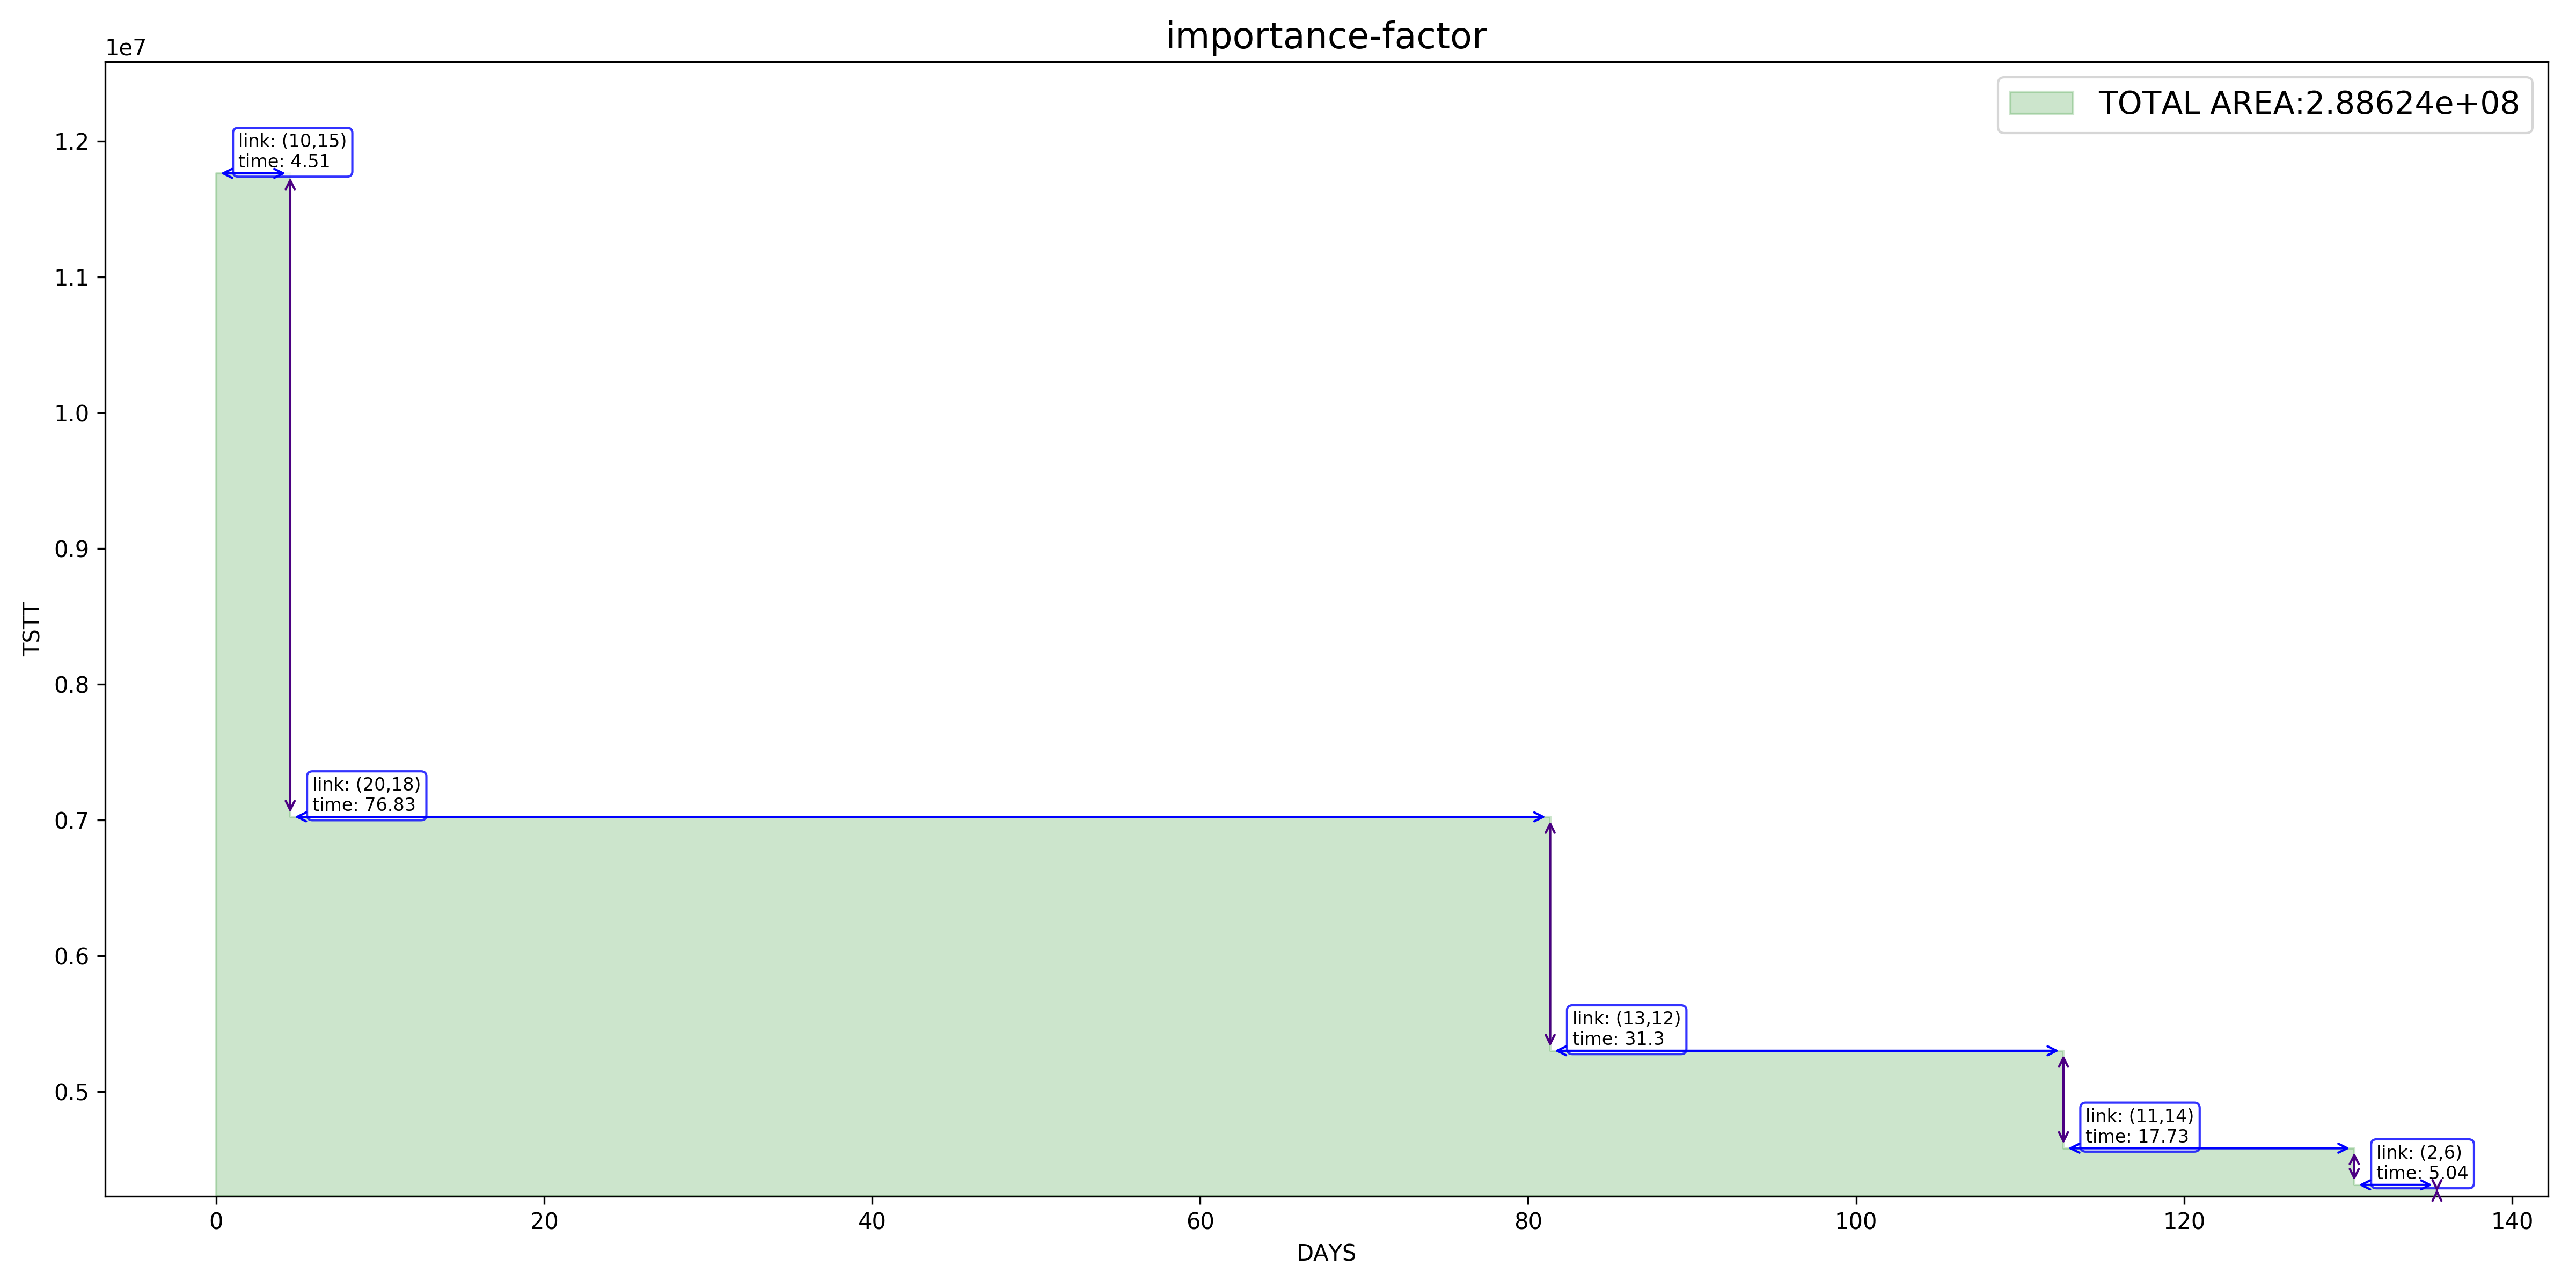 importance-factor
1e7
TOTAL AREA:2.88624e+08
1.2
1.1
1.0
0.9
0.8
0.7
0.6
0.5
TSTT
link: (10,15)
time: 4.51
link: (20,18)
time: 76.83
link: (13,12)
time: 31.3
link: (11,14)
time: 17.73
link: (2,6)
time: 5.04
0 20 40 60 80 100 120 140
DAYS